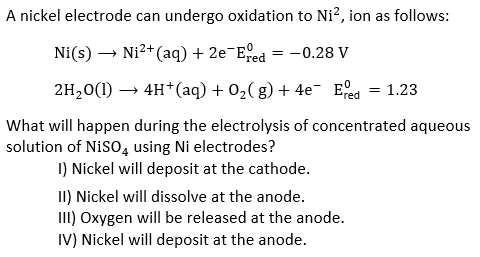 A nickel electrode can undergo oxidation to Ni², ion as follows:
Ni(s) ⟶ Ni²⁺(aq) + 2e⁻E⁰red = −0.28 V
2H₂O(l) ⟶ 4H⁺(aq) + O₂( g) + 4e⁻ E⁰red = 1.23
What will happen during the electrolysis of concentrated aqueous
solution of NiSO₄ using Ni electrodes?
I) Nickel will deposit at the cathode.
II) Nickel will dissolve at the anode.
III) Oxygen will be released at the anode.
IV) Nickel will deposit at the anode.